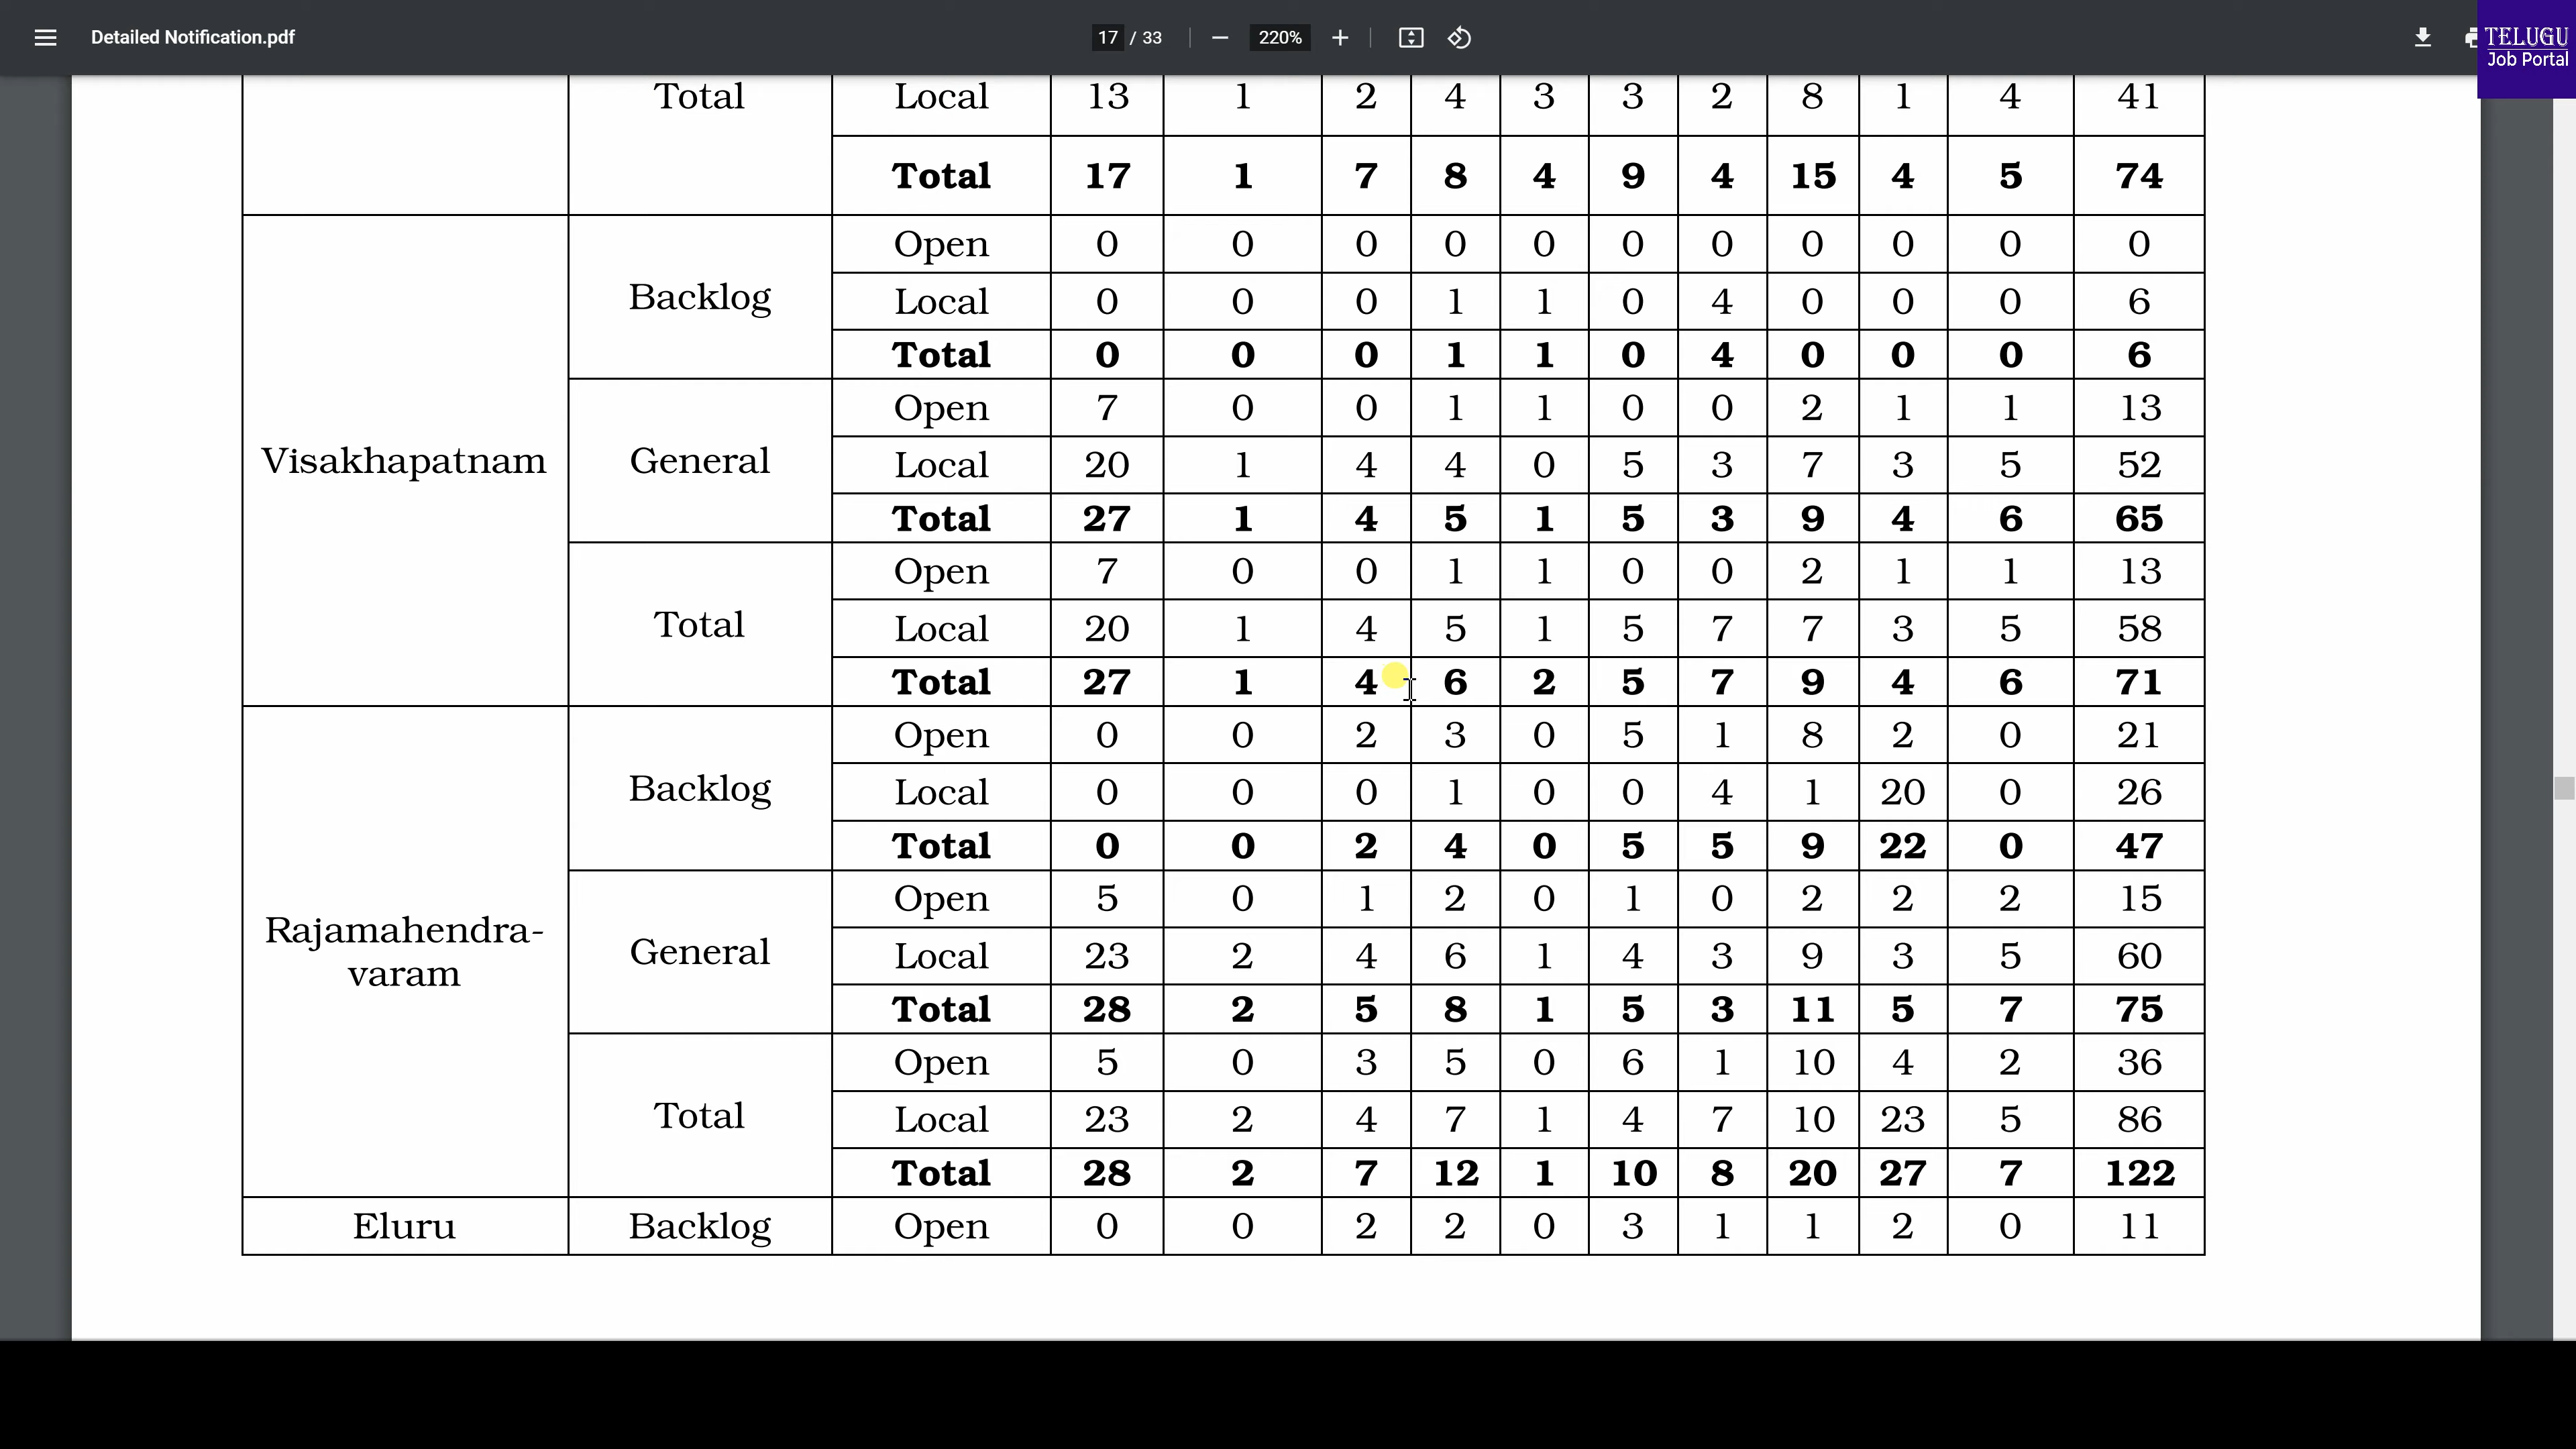 Detailed Notification.pdf 17 / 33 220% TELUGU
Job Portal
Total Local 13 1 2 4 3 3 2 8 1 4 41
Total 17 1 7 8 4 9 4 15 4 5 74
Visakhapatnam Backlog Open 0 0 0 0 0 0 0 0 0 0 0
Local 0 0 0 1 1 0 4 0 0 0 6
Total 0 0 0 1 1 0 4 0 0 0 6
General Open 7 0 0 1 1 0 0 2 1 1 13
Local 20 1 4 4 0 5 3 7 3 5 52
Total 27 1 4 5 1 5 3 9 4 6 65
Total Open 7 0 0 1 1 0 0 2 1 1 13
Local 20 1 4 5 1 5 7 7 3 5 58
Total 27 1 4 6 2 5 7 9 4 6 71
Rajamahendra-
varam Backlog Open 0 0 2 3 0 5 1 8 2 0 21
Local 0 0 0 1 0 0 4 1 20 0 26
Total 0 0 2 4 0 5 5 9 22 0 47
General Open 5 0 1 2 0 1 0 2 2 2 15
Local 23 2 4 6 1 4 3 9 3 5 60
Total 28 2 5 8 1 5 3 11 5 7 75
Total Open 5 0 3 5 0 6 1 10 4 2 36
Local 23 2 4 7 1 4 7 10 23 5 86
Total 28 2 7 12 1 10 8 20 27 7 122
Eluru Backlog Open 0 0 2 2 0 3 1 1 2 0 11